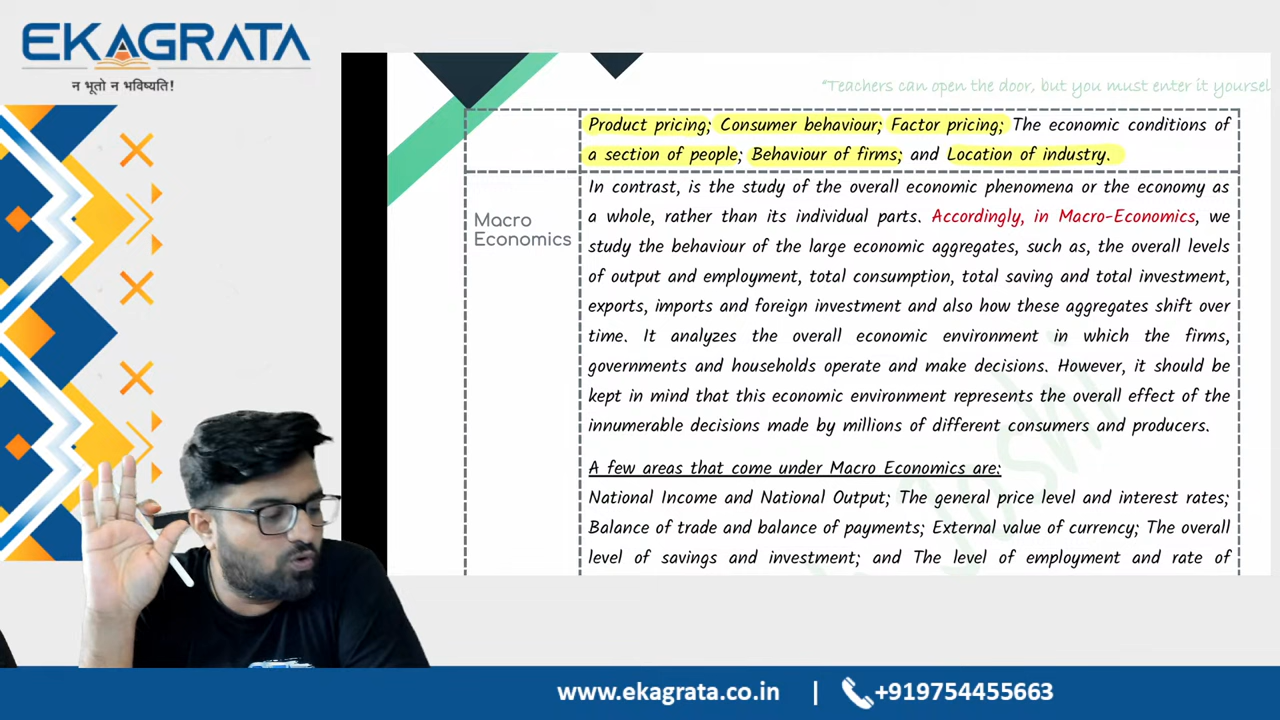 EKAGRATA
न भूतो न भविष्यति!
"Teachers can open the door, but you must enter it yoursel
Product pricing; Consumer behaviour; Factor pricing; The economic conditions of
a section of people; Behaviour of firms; and Location of industry.
Macro
Economics
In contrast, is the study of the overall economic phenomena or the economy as
a whole, rather than its individual parts. Accordingly, in Macro-Economics, we
study the behaviour of the large economic aggregates, such as, the overall levels
of output and employment, total consumption, total saving and total investment,
exports, imports and foreign investment and also how these aggregates shift over
time. It analyzes the overall economic environment in which the firms,
governments and households operate and make decisions. However, it should be
kept in mind that this economic environment represents the overall effect of the
innumerable decisions made by millions of different consumers and producers.
A few areas that come under Macro Economics are:
National Income and National Output; The general price level and interest rates;
Balance of trade and balance of payments; External value of currency; The overall
level of savings and investment; and The level of employment and rate of
www.ekagrata.co.in | +919754455663